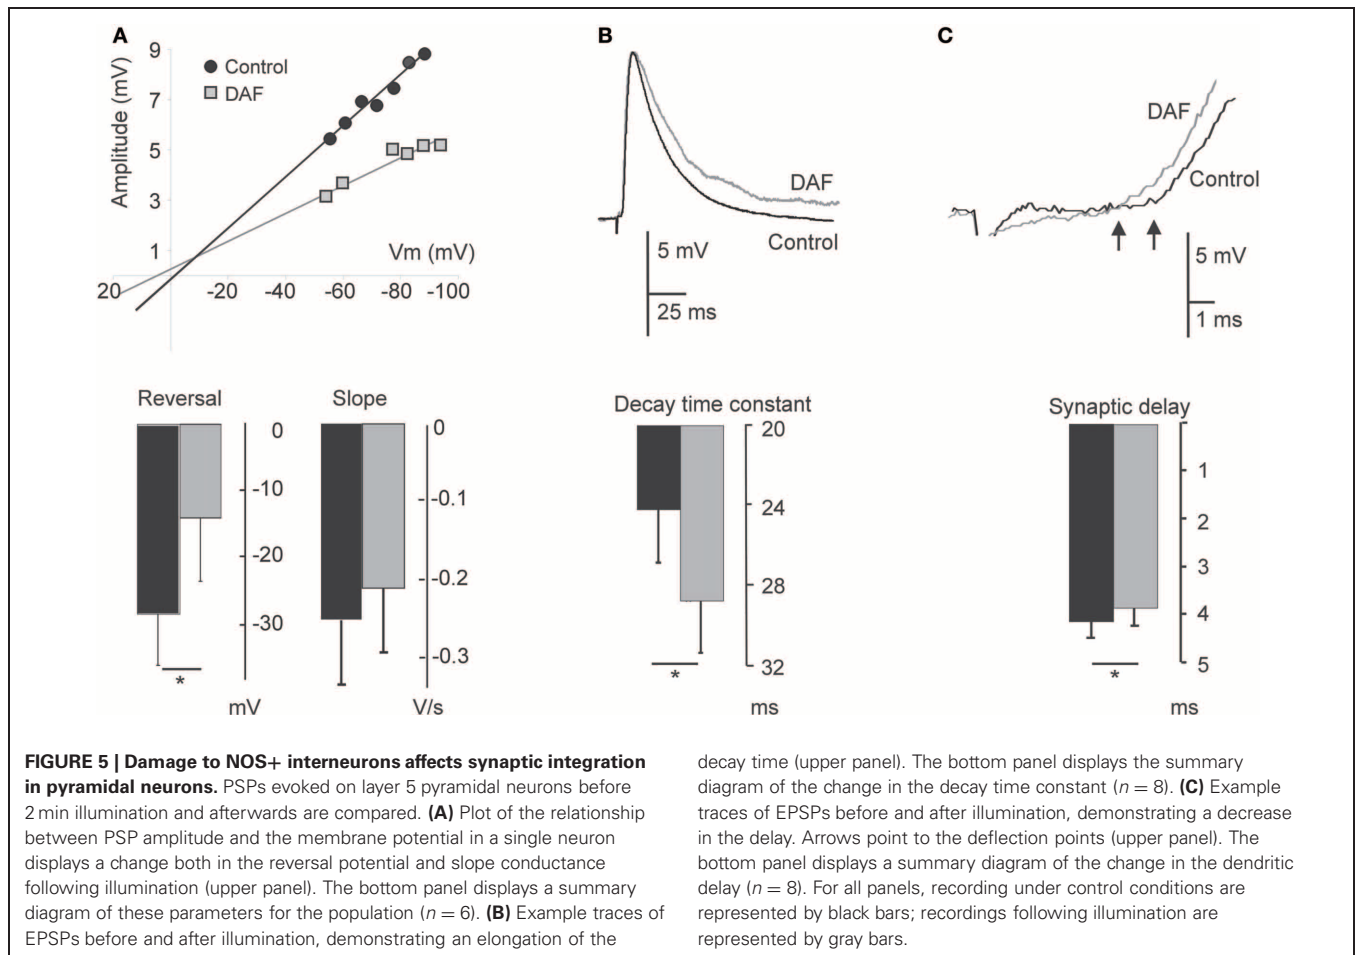 A
9
7
5
3
1
Amplitude (mV)
Control
DAF
Vm (mV)
20
-20
-40
-60
-80
-100
B
DAF
Control
5 mV
25 ms
C
DAF
Control
5 mV
1 ms
Reversal
0
-10
-20
-30
*
mV
Slope
0
-0.1
-0.2
-0.3
V/s
Decay time constant
20
24
28
32
*
ms
Synaptic delay
1
2
3
4
5
*
ms
FIGURE 5 | Damage to NOS+ interneurons affects synaptic integration
in pyramidal neurons. PSPs evoked on layer 5 pyramidal neurons before
2 min illumination and afterwards are compared. (A) Plot of the relationship
between PSP amplitude and the membrane potential in a single neuron
displays a change both in the reversal potential and slope conductance
following illumination (upper panel). The bottom panel displays a summary
diagram of these parameters for the population (n = 6). (B) Example traces of
EPSPs before and after illumination, demonstrating an elongation of the
decay time (upper panel). The bottom panel displays the summary
diagram of the change in the decay time constant (n = 8). (C) Example
traces of EPSPs before and after illumination, demonstrating a decrease
in the delay. Arrows point to the deflection points (upper panel). The
bottom panel displays a summary diagram of the change in the dendritic
delay (n = 8). For all panels, recording under control conditions are
represented by black bars; recordings following illumination are
represented by gray bars.